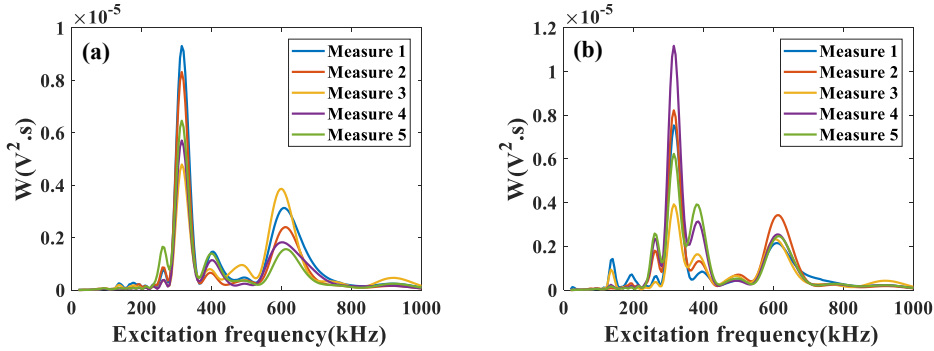 ×10⁻⁵
1
(a)
Measure 1
Measure 2
Measure 3
Measure 4
Measure 5
0.8
0.6
0.4
0.2
0
W(V².s)
0 200 400 600 800 1000
Excitation frequency(kHz)
×10⁻⁵
1.2
(b)
Measure 1
Measure 2
Measure 3
Measure 4
Measure 5
1
0.8
0.6
0.4
0.2
0
W(V².s)
0 200 400 600 800 1000
Excitation frequency(kHz)